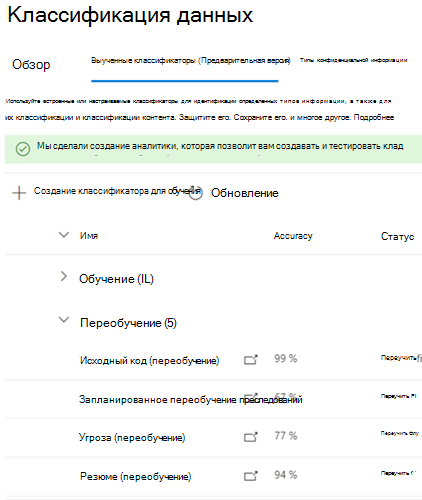 Классификация данных
Обзор
Выученные классификаторы (Предварительная версия)
Типы конфиденциальной информации
Используйте встроенные или настраиваемые классификаторы для идентификации определенных типов информации, а также для
их классификации и классификации контента. Защитите его. Сохраните его. и многое другое. Подробнее
Мы сделали создание аналитики, которая позволит вам создавать и тестировать клад
Создание классификатора для обучения
Обновление
Имя Accuracy Статус
Обучение (IL)
Переобучение (5)
Исходный код (переобучение) 99 % Переучить
Запланированное переобучение преследований 67 % Переучить
Угроза (переобучение) 77 % Переучить
Резюме (переобучение) 94 % Переучить